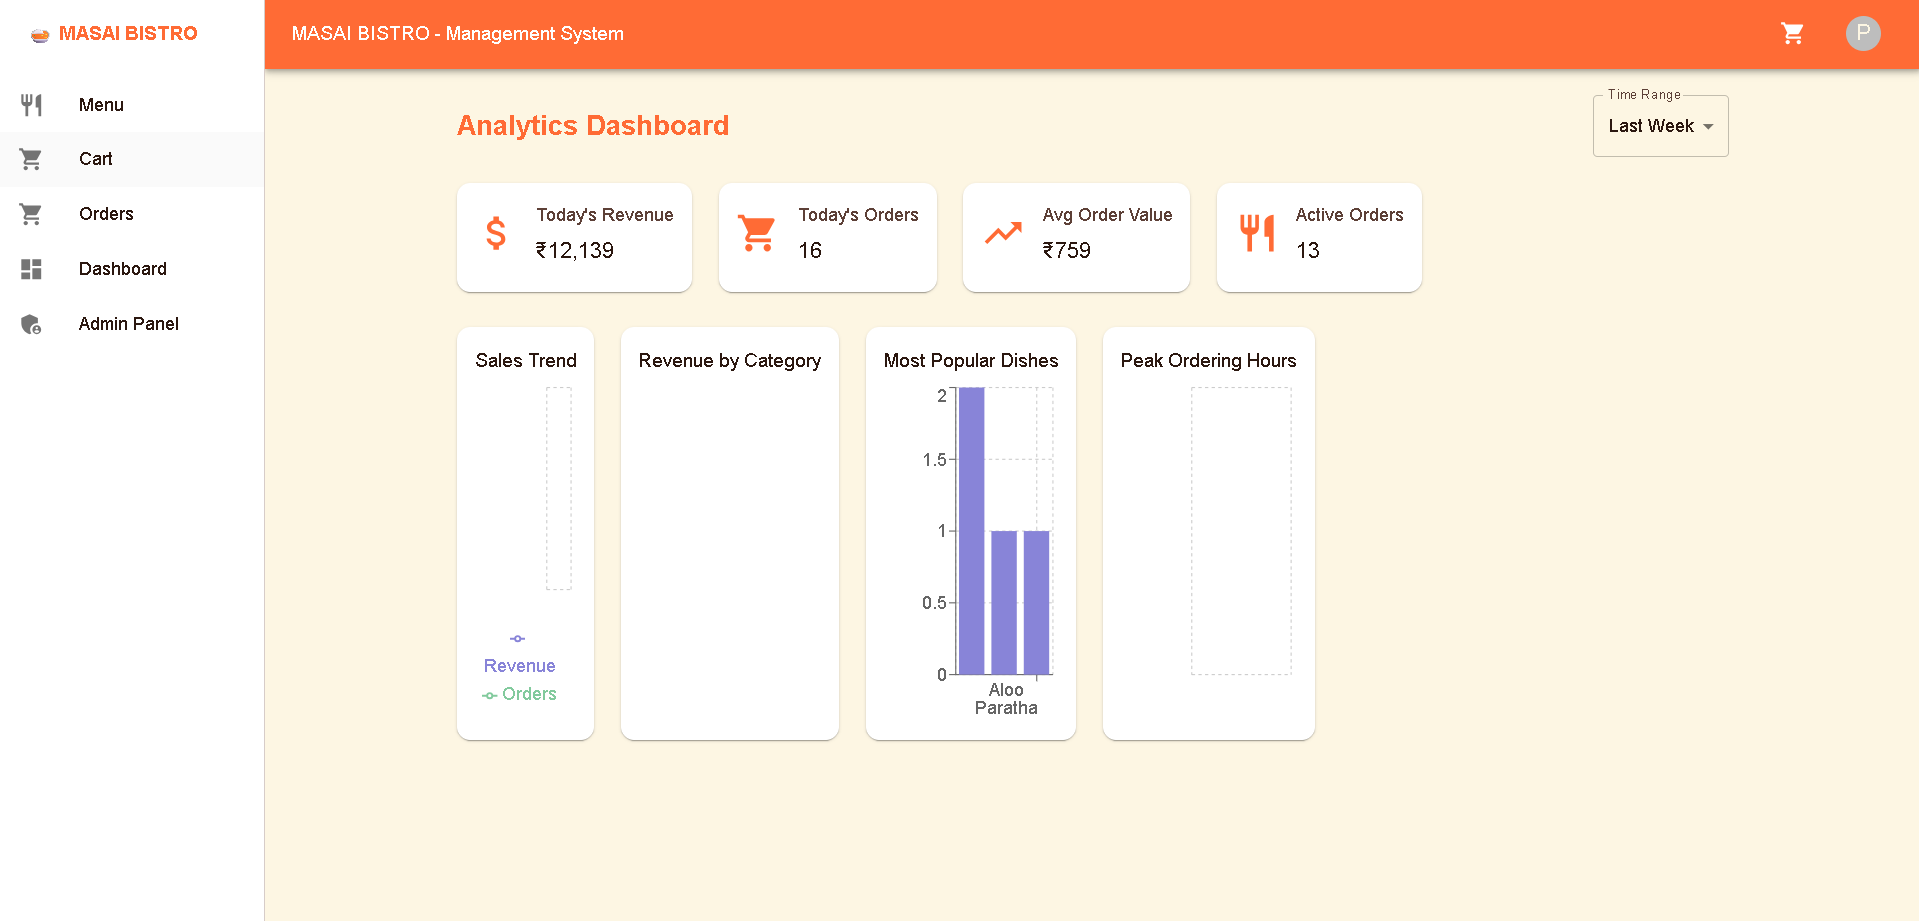 MASAI BISTRO
MASAI BISTRO - Management System
P
Menu
Cart
Orders
Dashboard
Admin Panel
Analytics Dashboard
Time Range
Last Week
Today's Revenue
₹12,139
Today's Orders
16
Avg Order Value
₹759
Active Orders
13
Sales Trend
Revenue
Orders
Revenue by Category
Most Popular Dishes
2
1.5
1
0.5
0
Aloo
Paratha
Peak Ordering Hours